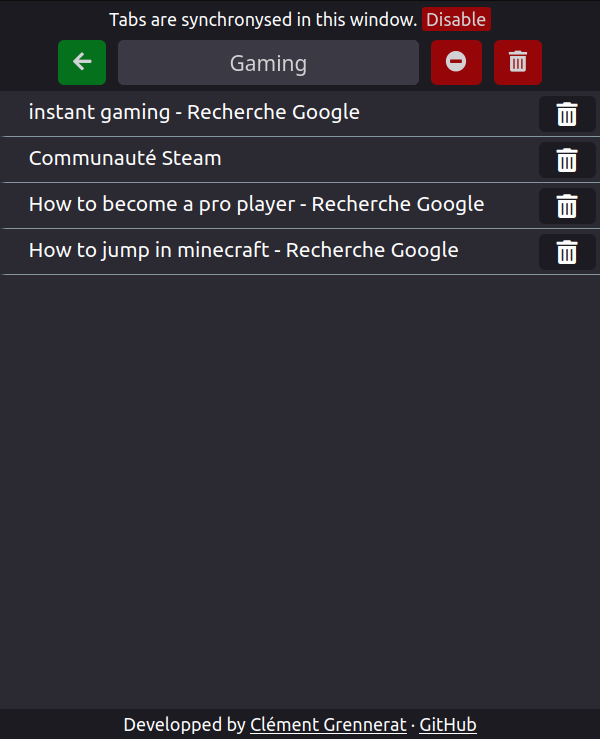 Tabs are synchronysed in this window. Disable
Gaming
instant gaming - Recherche Google
Communauté Steam
How to become a pro player - Recherche Google
How to jump in minecraft - Recherche Google
Developped by Clément Grennerat · GitHub